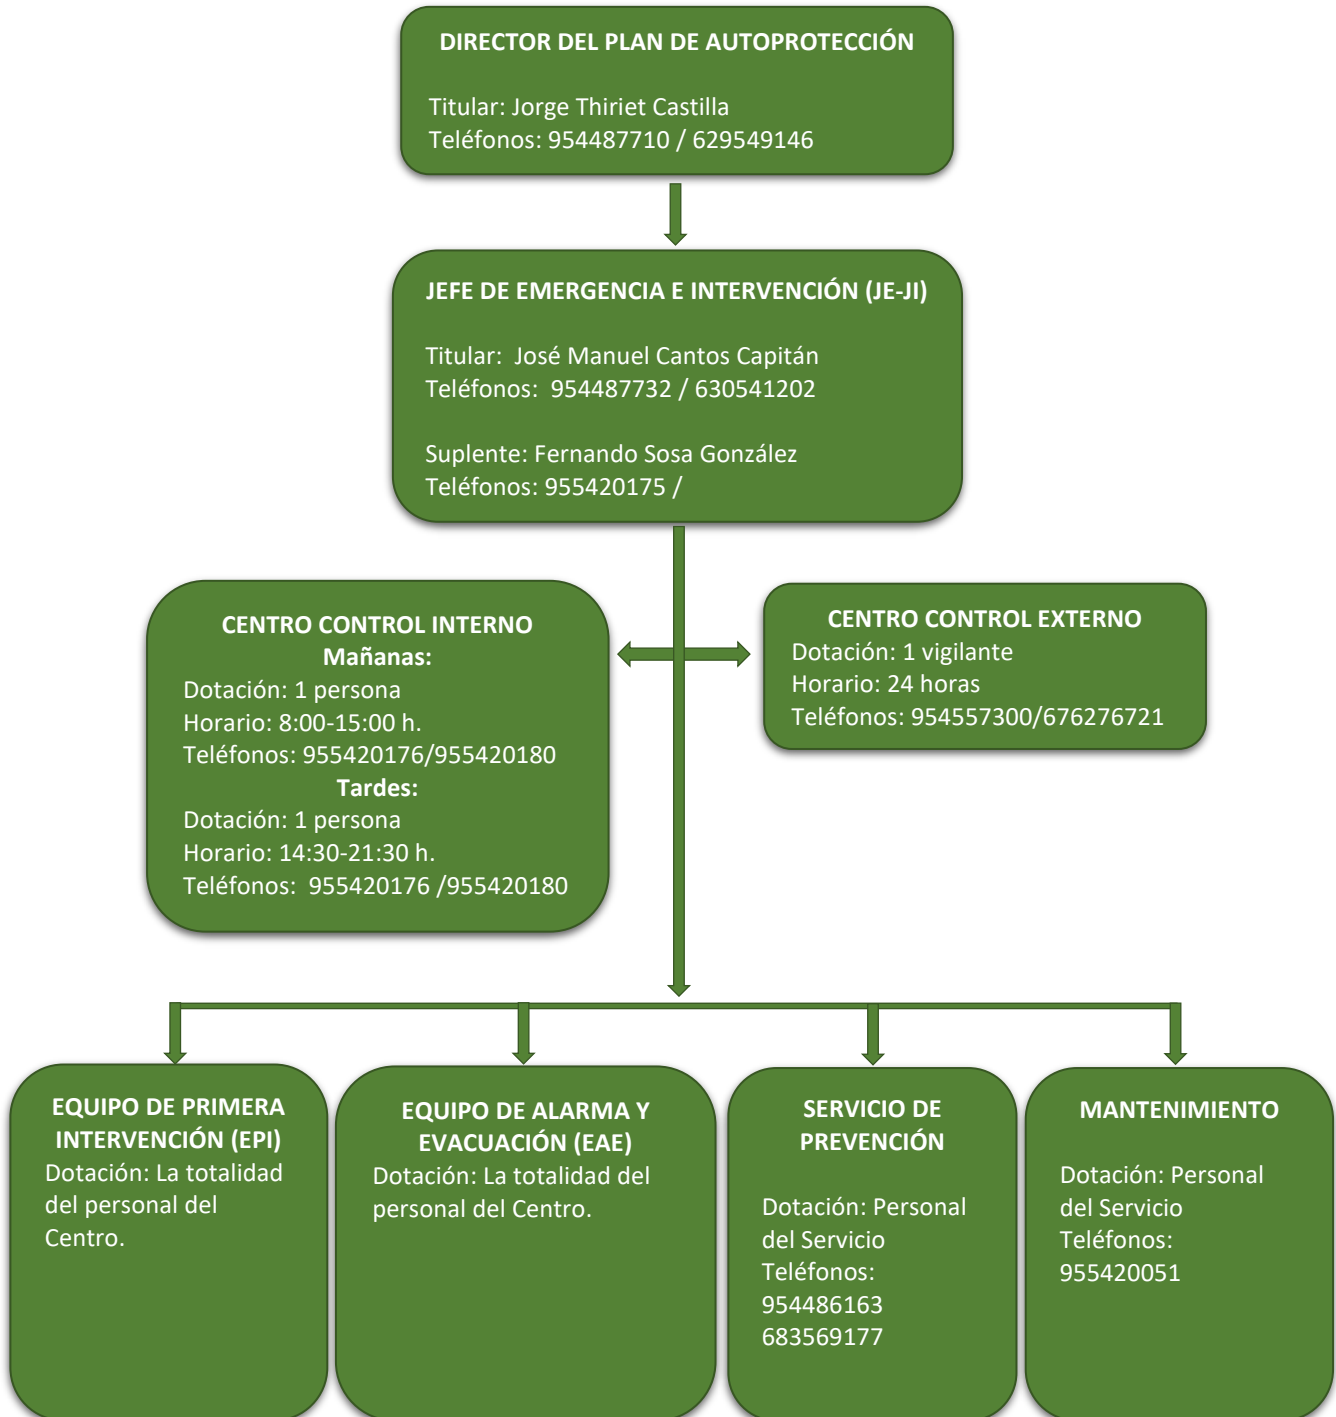 DIRECTOR DEL PLAN DE AUTOPROTECCIÓN
Titular: Jorge Thiriet Castilla
Teléfonos: 954487710 / 629549146
JEFE DE EMERGENCIA E INTERVENCIÓN (JE-JI)
Titular:  José Manuel Cantos Capitán
Teléfonos:  954487732 / 630541202
Suplente: Fernando Sosa González
Teléfonos: 955420175 /
CENTRO CONTROL INTERNO
Mañanas:
Dotación: 1 persona
Horario: 8:00-15:00 h.
Teléfonos: 955420176/955420180
Tardes:
Dotación: 1 persona
Horario: 14:30-21:30 h.
Teléfonos:  955420176 /955420180
CENTRO CONTROL EXTERNO
Dotación: 1 vigilante
Horario: 24 horas
Teléfonos: 954557300/676276721
EQUIPO DE PRIMERA
INTERVENCIÓN (EPI)
Dotación: La totalidad
del personal del
Centro.
EQUIPO DE ALARMA Y
EVACUACIÓN (EAE)
Dotación: La totalidad del
personal del Centro.
SERVICIO DE
PREVENCIÓN
Dotación: Personal
del Servicio
Teléfonos:
954486163
683569177
MANTENIMIENTO
Dotación: Personal
del Servicio
Teléfonos:
955420051